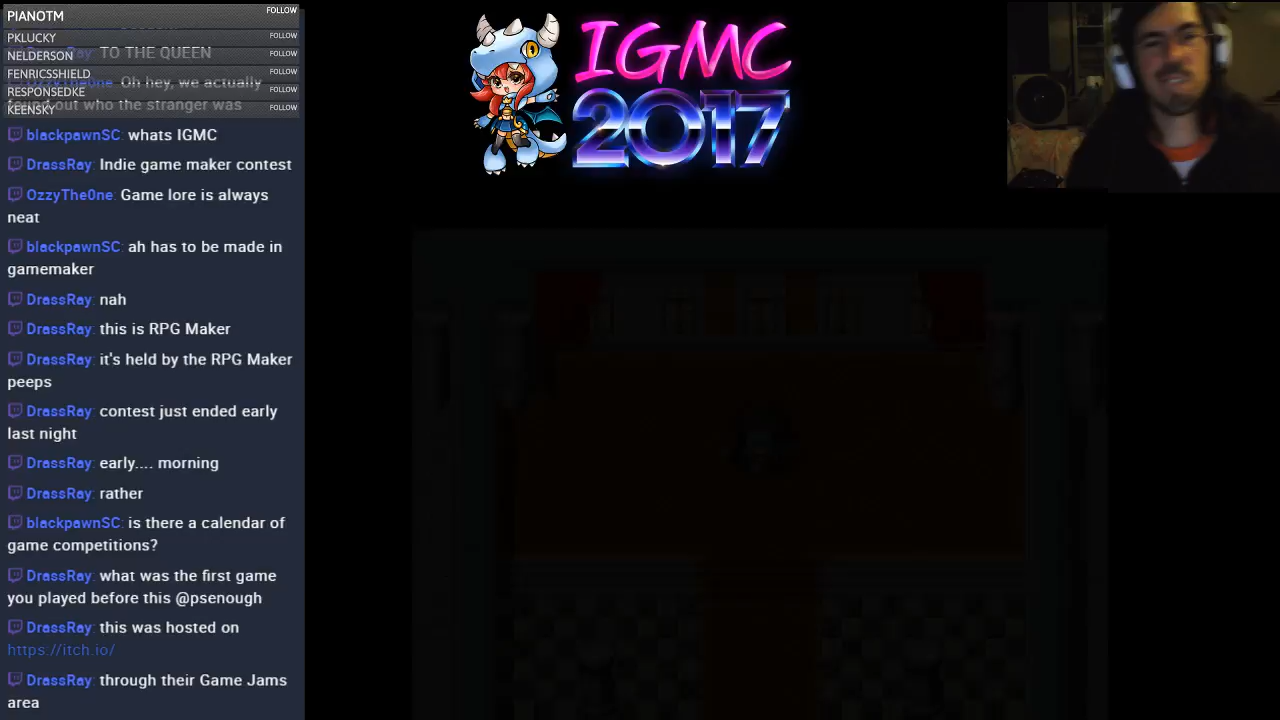 PIANOTM FOLLOW
PKLUCKY FOLLOW
DrassRay: TO THE QUEEN
NELDERSON FOLLOW
FENRICSSHIELD FOLLOW
OzzyThe0ne: Oh hey, we actually
RESPONSEDKE FOLLOW
found out who the stranger was
KEENSKY FOLLOW
blackpawnSC: whats IGMC
DrassRay: Indie game maker contest
OzzyThe0ne: Game lore is always
neat
blackpawnSC: ah has to be made in
gamemaker
DrassRay: nah
DrassRay: this is RPG Maker
DrassRay: it's held by the RPG Maker
peeps
DrassRay: contest just ended early
last night
DrassRay: early.... morning
DrassRay: rather
blackpawnSC: is there a calendar of
game competitions?
DrassRay: what was the first game
you played before this @psenough
DrassRay: this was hosted on
https://itch.io/
DrassRay: through their Game Jams
area
IGMC
2017